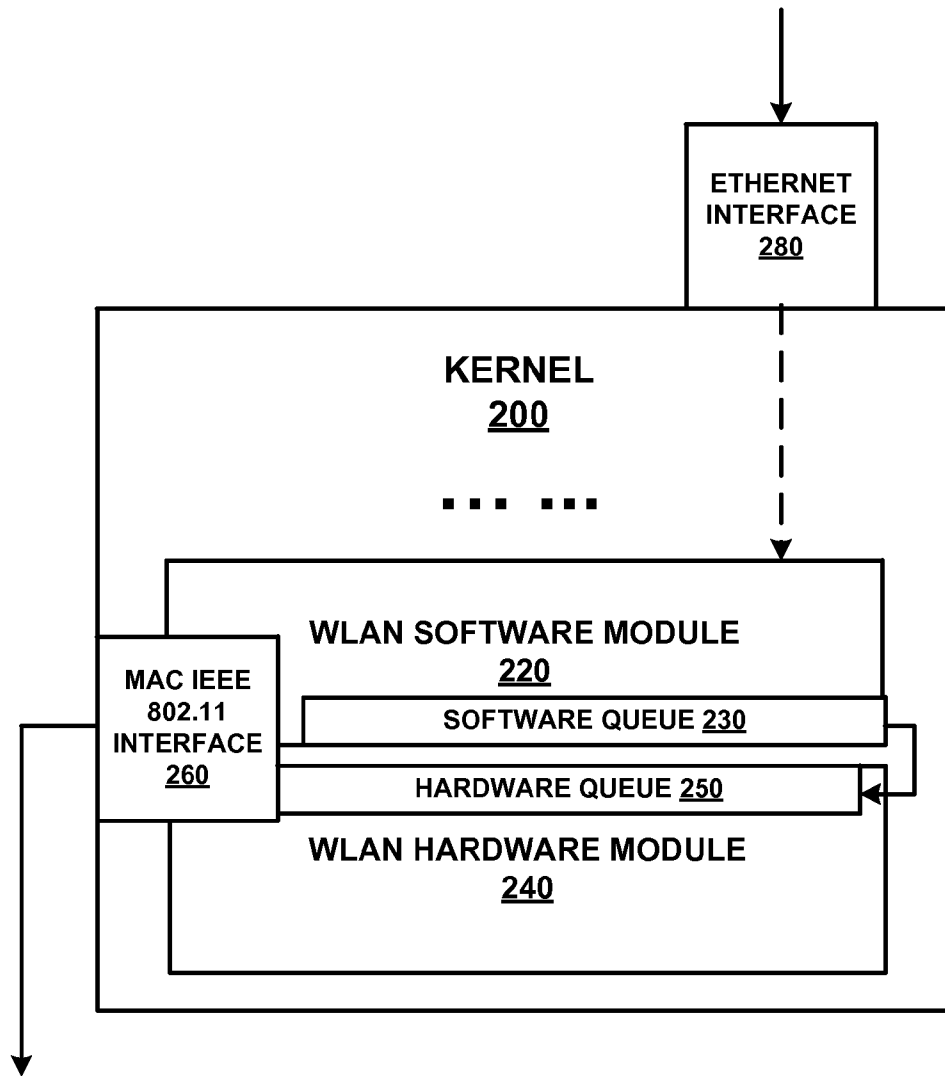 ETHERNET
INTERFACE
280
KERNEL
200
... ...
WLAN SOFTWARE MODULE
220
MAC IEEE
802.11
INTERFACE
260
SOFTWARE QUEUE 230
HARDWARE QUEUE 250
WLAN HARDWARE MODULE
240